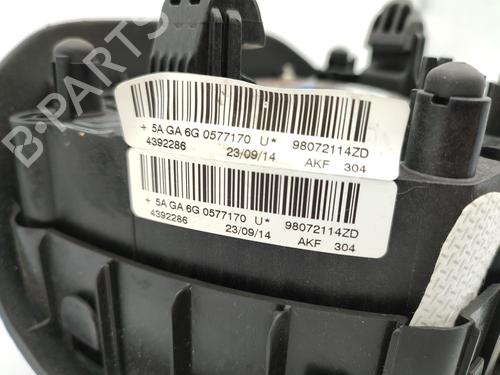 B-PARTS
+ 5A GA 6G 0577170 U* 98072114ZD
4392286 23/09/14 AKF 304
+ 5A GA 6G 0577170 U* 98072114ZD
4392286 23/09/14 AKF 304